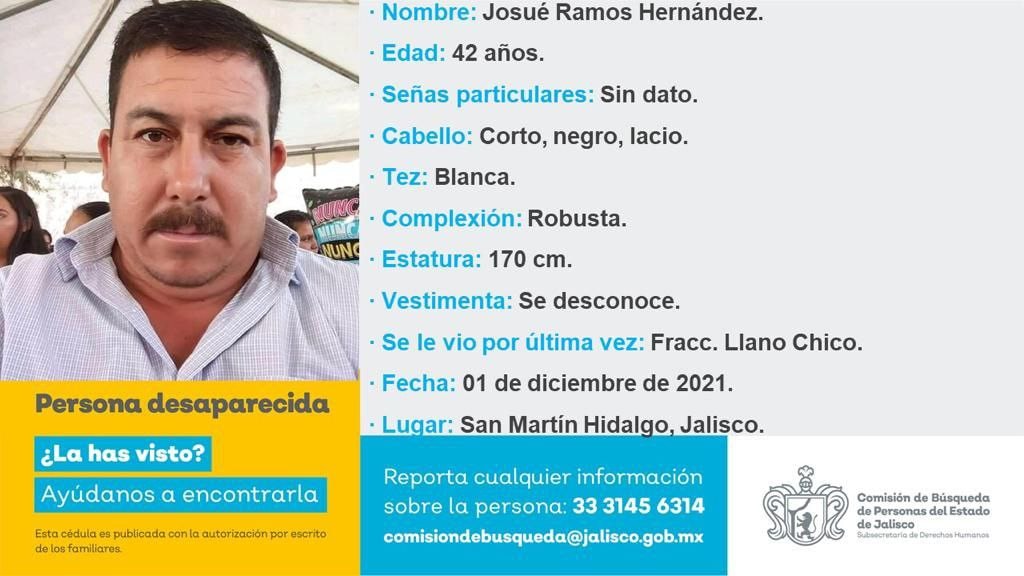 · Nombre: Josué Ramos Hernández.
· Edad: 42 años.
· Señas particulares: Sin dato.
· Cabello: Corto, negro, lacio.
· Tez: Blanca.
· Complexión: Robusta.
· Estatura: 170 cm.
· Vestimenta: Se desconoce.
· Se le vio por última vez: Fracc. Llano Chico.
· Fecha: 01 de diciembre de 2021.
· Lugar: San Martín Hidalgo, Jalisco.
NUNCA
NUNC
Persona desaparecida
¿La has visto?
Ayúdanos a encontrarla
Esta cédula es publicada con la autorización por escrito
de los familiares.
Reporta cualquier información
sobre la persona: 33 3145 6314
comisiondebusqueda@jalisco.gob.mx
Comisión de Búsqueda
de Personas del Estado
de Jalisco
Subsecretaría de Derechos Humanos